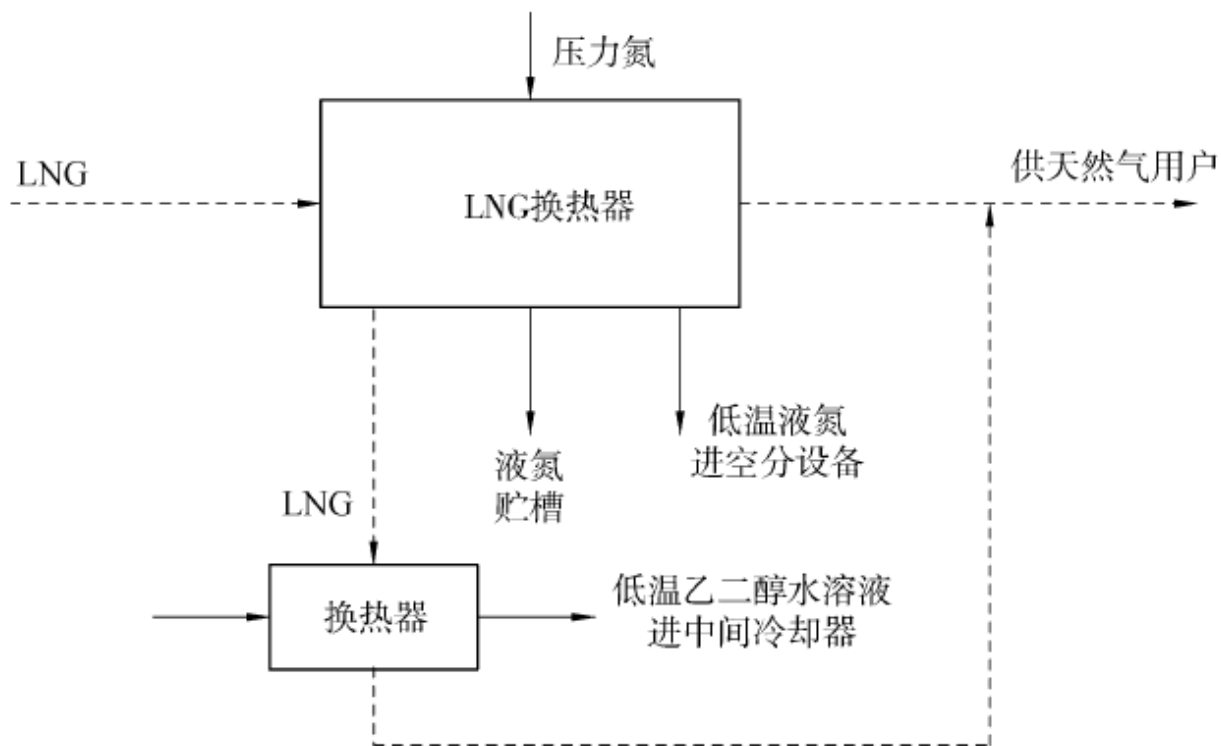 压力氮
LNG
供天然气用户
LNG换热器
低温液氮
进空分设备
液氮
贮槽
LNG
换热器
低温乙二醇水溶液
进中间冷却器